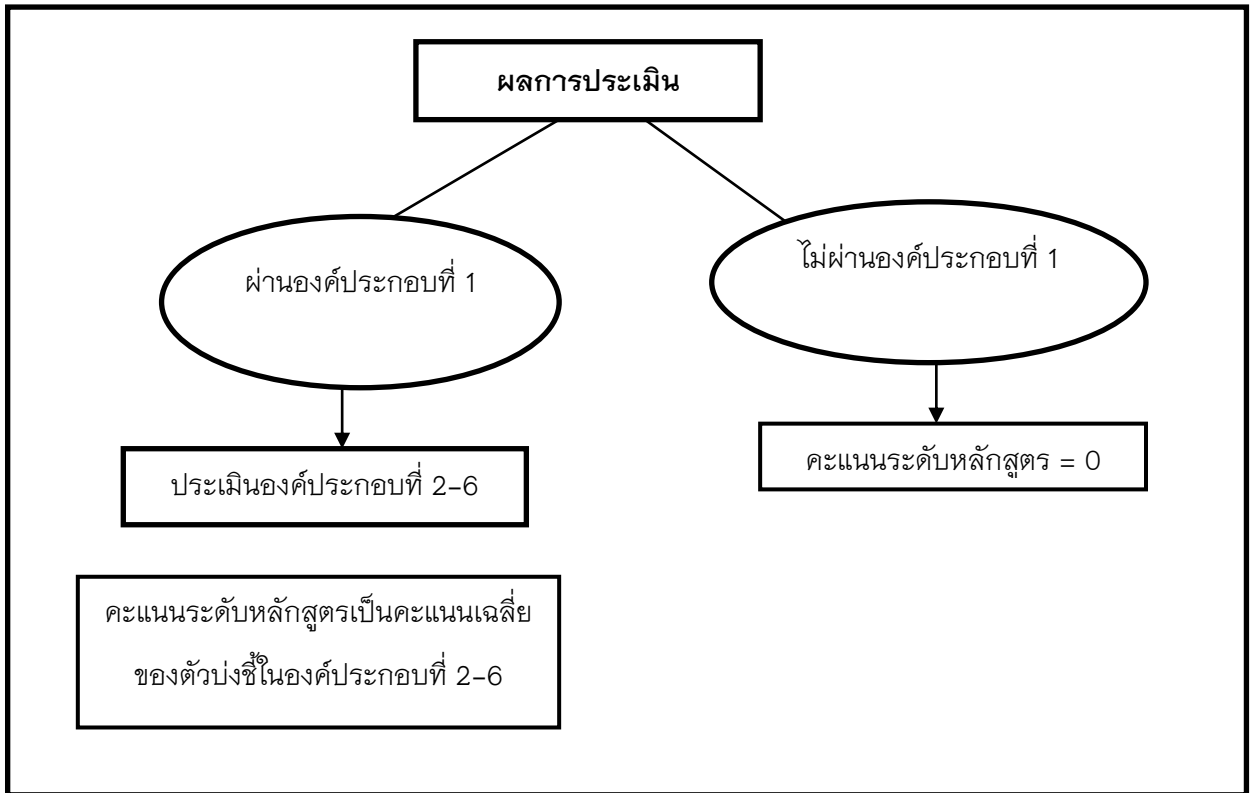 ผลการประเมิน
ผ่านองค์ประกอบที่ 1
ไม่ผ่านองค์ประกอบที่ 1
ประเมินองค์ประกอบที่ 2-6
คะแนนระดับหลักสูตร = 0
คะแนนระดับหลักสูตรเป็นคะแนนเฉลี่ย
ของตัวบ่งชี้ในองค์ประกอบที่ 2-6